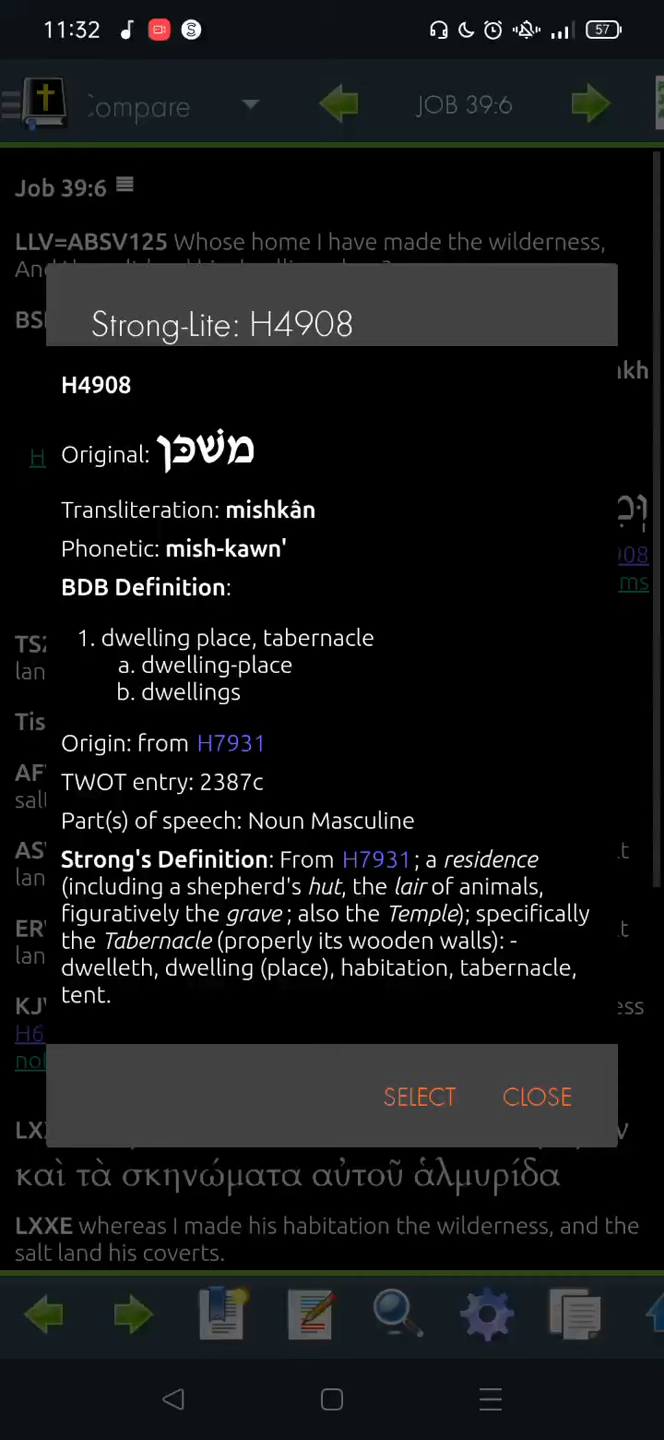 11:32
57
Compare
JOB 39:6
Job 39:6
LLV=ABSV125 Whose home I have made the wilderness,
H4908
Strong-Lite: H4908
H4908
Original: מִשְׁכָּן
Transliteration: mishkân
Phonetic: mish-kawn'
BDB Definition:
1. dwelling place, tabernacle
a. dwelling-place
b. dwellings
Origin: from H7931
TWOT entry: 2387c
Part(s) of speech: Noun Masculine
Strong's Definition: From H7931; a residence
(including a shepherd's hut, the lair of animals,
figuratively the grave; also the Temple); specifically
the Tabernacle (properly its wooden walls): -
dwelleth, dwelling (place), habitation, tabernacle,
tent.
SELECT CLOSE
καὶ τὰ σκηνώματα αὐτοῦ ἁλμυρίδα
LXXE whereas I made his habitation the wilderness, and the
salt land his coverts.